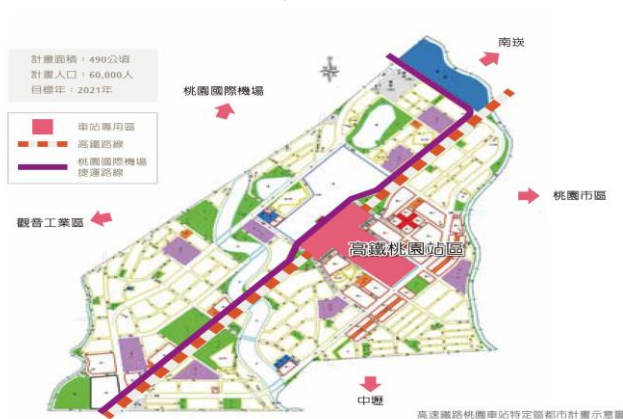 南崁
計畫面積：490公頃
計畫人口：60,000人
目標年：2021年
桃園國際機場
車站專用區
高鐵路線
桃園國際機場
捷運路線
桃園市區
觀音工業區
高鐵桃園站區
中壢
高速鐵路桃園車站特定區都市計畫示意圖